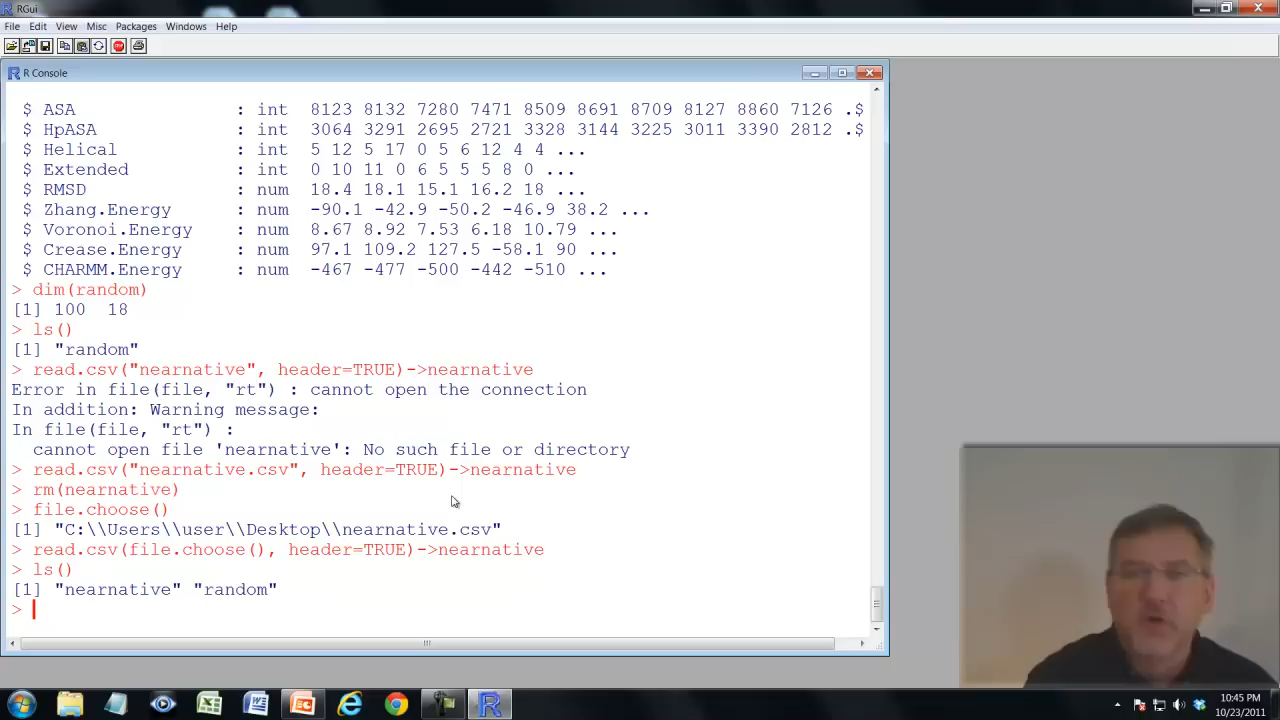 RGui
File Edit View Misc Packages Windows Help
STOP
R Console
$ ASA : int 8123 8132 7280 7471 8509 8691 8709 8127 8860 7126 .$
$ HpASA : int 3064 3291 2695 2721 3328 3144 3225 3011 3390 2812 .$
$ Helical : int 5 12 5 17 0 5 6 12 4 4 ...
$ Extended : int 0 10 11 0 6 5 5 5 8 0 ...
$ RMSD : num 18.4 18.1 15.1 16.2 18 ...
$ Zhang.Energy : num -90.1 -42.9 -50.2 -46.9 38.2 ...
$ Voronoi.Energy : num 8.67 8.92 7.53 6.18 10.79 ...
$ Crease.Energy : num 97.1 109.2 127.5 -58.1 90 ...
$ CHARMM.Energy : num -467 -477 -500 -442 -510 ...
> dim(random)
[1] 100 18
> ls()
[1] "random"
> read.csv("nearnative", header=TRUE)->nearnative
Error in file(file, "rt") : cannot open the connection
In addition: Warning message:
In file(file, "rt") :
cannot open file 'nearnative': No such file or directory
> read.csv("nearnative.csv", header=TRUE)->nearnative
> rm(nearnative)
> file.choose()
[1] "C:\\Users\\user\\Desktop\\nearnative.csv"
> read.csv(file.choose(), header=TRUE)->nearnative
> ls()
[1] "nearnative" "random"
>
10:45 PM
10/23/2011